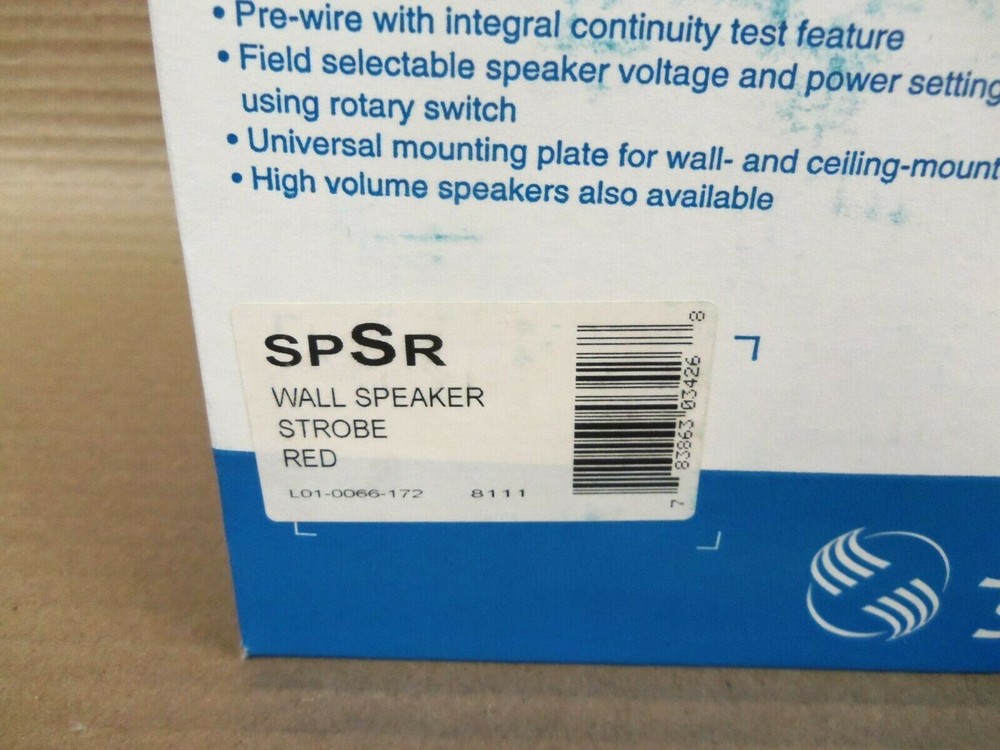 • Pre-wire with integral continuity test feature
• Field selectable speaker voltage and power setting
using rotary switch
• Universal mounting plate for wall- and ceiling-mount
• High volume speakers also available
SPSR
WALL SPEAKER
STROBE
RED
L01-0066-172 8111
7 83863 03426 8